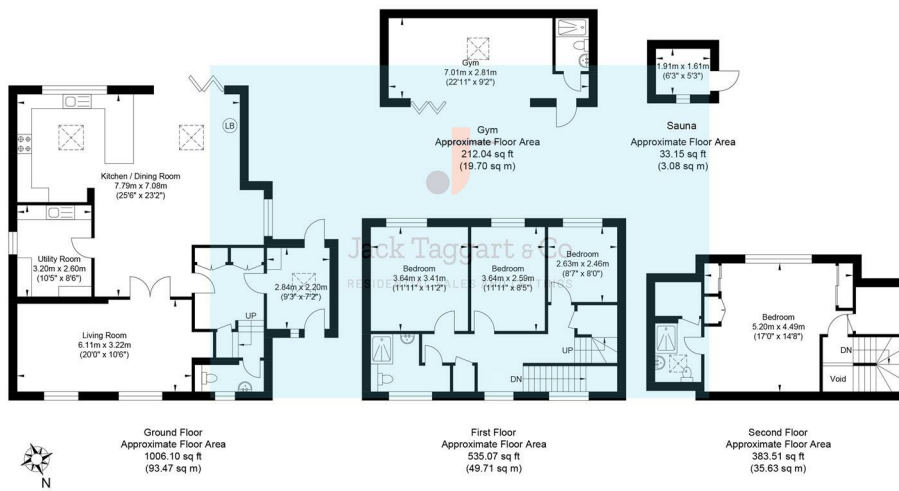 Gym
7.01m x 2.81m
(22'11" x 9'2")
1.91m x 1.61m
(6'3" x 5'3")
LB
Gym
Approximate Floor Area
212.04 sq ft
(19.70 sq m)
Sauna
Approximate Floor Area
33.15 sq ft
(3.08 sq m)
Kitchen / Dining Room
7.79m x 7.08m
(25'6" x 23'2")
Utility Room
3.20m x 2.60m
(10'5" x 8'6")
2.84m x 2.20m
(9'3" x 7'2")
UP
Living Room
6.11m x 3.22m
(20'0" x 10'6")
Jack Taggart & Co
RESIDENTIAL SALES & LETTINGS
Bedroom
3.64m x 3.41m
(11'11" x 11'2")
Bedroom
3.64m x 2.59m
(11'11" x 8'5")
Bedroom
2.63m x 2.46m
(8'7" x 8'0")
UP
DN
Bedroom
5.20m x 4.49m
(17'0" x 14'8")
DN
Void
Ground Floor
Approximate Floor Area
1006.10 sq ft
(93.47 sq m)
First Floor
Approximate Floor Area
535.07 sq ft
(49.71 sq m)
Second Floor
Approximate Floor Area
383.51 sq ft
(35.63 sq m)
N